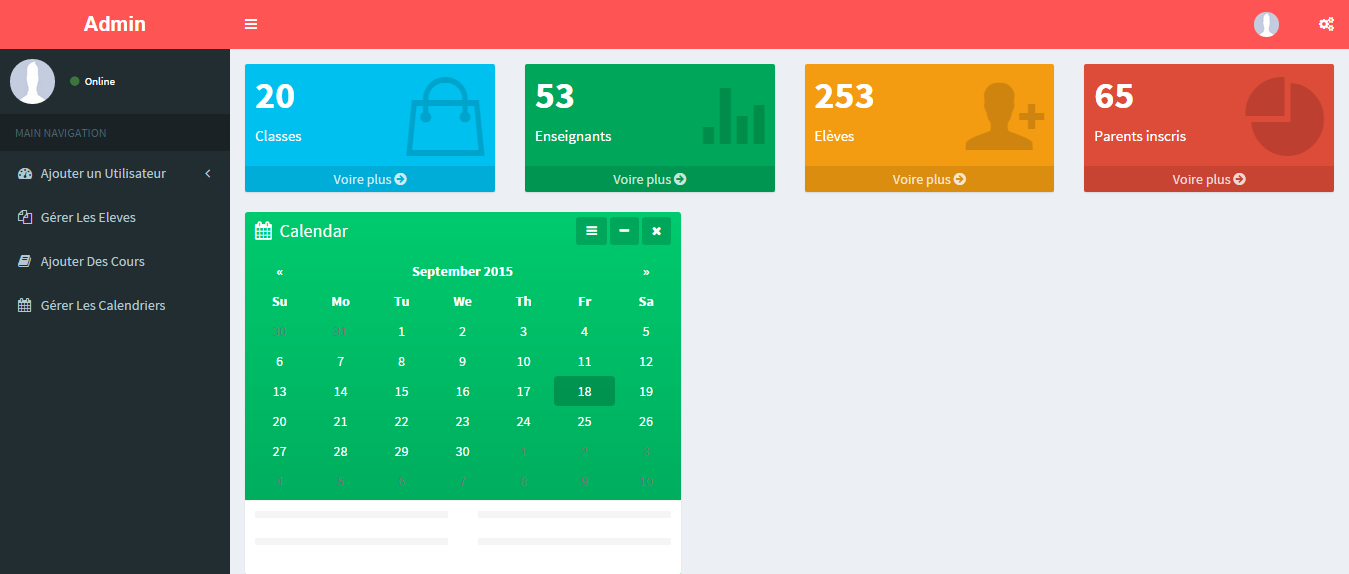 Admin
Online
MAIN NAVIGATION
Ajouter un Utilisateur
Gérer Les Eleves
Ajouter Des Cours
Gérer Les Calendriers
20
Classes
Voire plus
53
Enseignants
Voire plus
253
Elèves
Voire plus
65
Parents inscris
Voire plus
Calendar
« September 2015 »
Su Mo Tu We Th Fr Sa
30 31 1 2 3 4 5
6 7 8 9 10 11 12
13 14 15 16 17 18 19
20 21 22 23 24 25 26
27 28 29 30 1 2 3
4 5 6 7 8 9 10